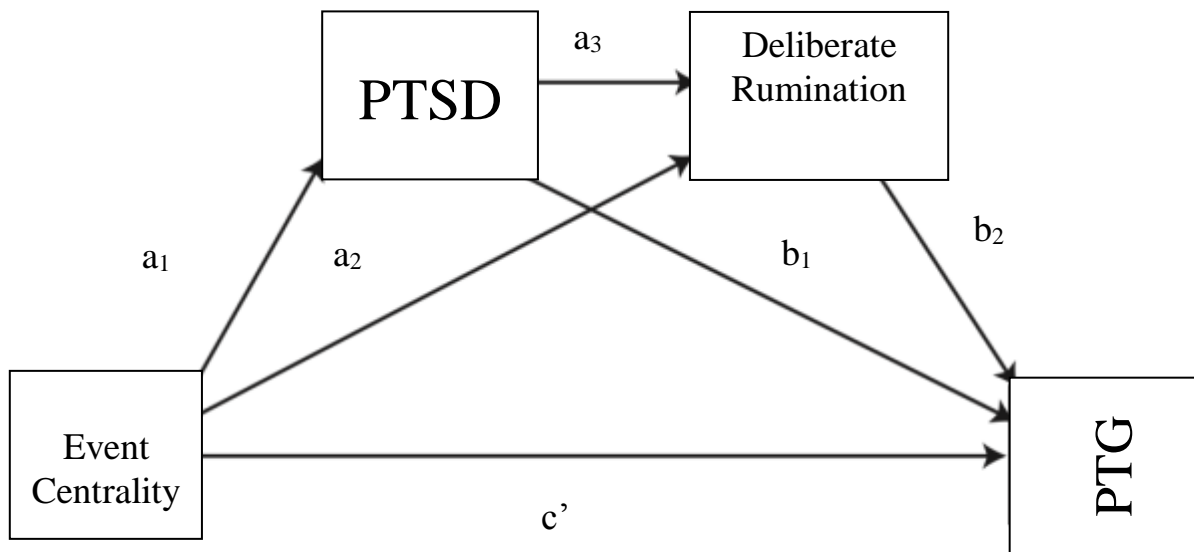 a₃
PTSD
Deliberate
Rumination
a₁
a₂
b₁
b₂
Event
Centrality
c’
PTG